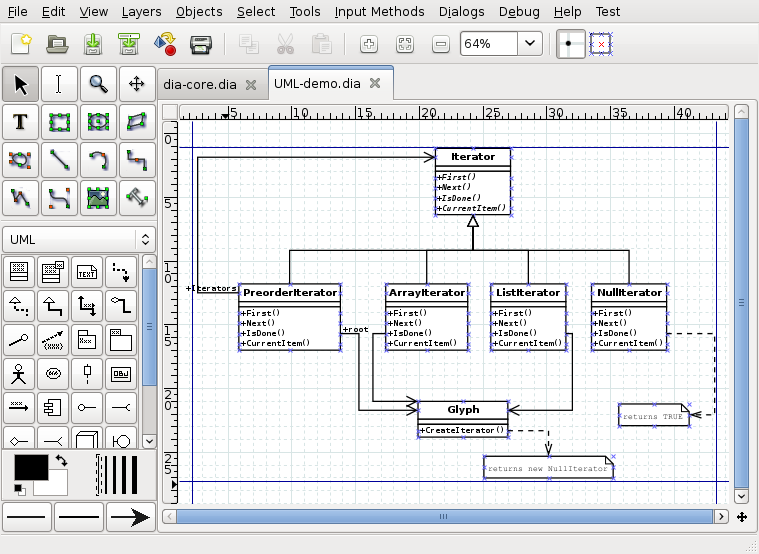 File Edit View Layers Objects Select Tools Input Methods Dialogs Debug Help Test
64%
dia-core.dia UML-demo.dia
T
UML
TEXT
OBJ
5 10 15 20 25 30 35 40
0
5
10
15
20
25
Iterator
+First()
+Next()
+IsDone()
+CurrentItem()
+Iterators
PreorderIterator
+First()
+Next()
+IsDone()
+CurrentItem()
+root
ArrayIterator
+First()
+Next()
+IsDone()
+CurrentItem()
ListIterator
+First()
+Next()
+IsDone()
+CurrentItem()
NullIterator
+First()
+Next()
+IsDone()
+CurrentItem()
Glyph
+CreateIterator()
returns TRUE
returns new NullIterator